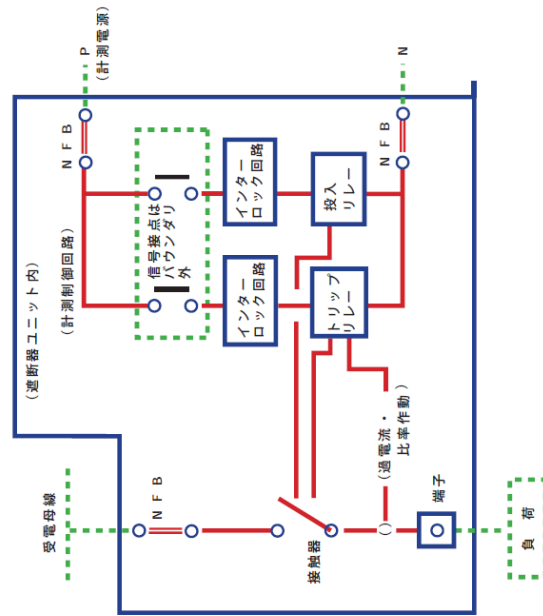 （遮断器ユニット内）
（計測制御回路）
NFB
P
（計測電源）
信号接点は
バウンダリ
外
インター
ロック回路
インター
ロック回路
投入
リレー
トリップ
リレー
NFB
N
受電母線
NFB
接触器
（過電流・
比率作動）
端子
負荷